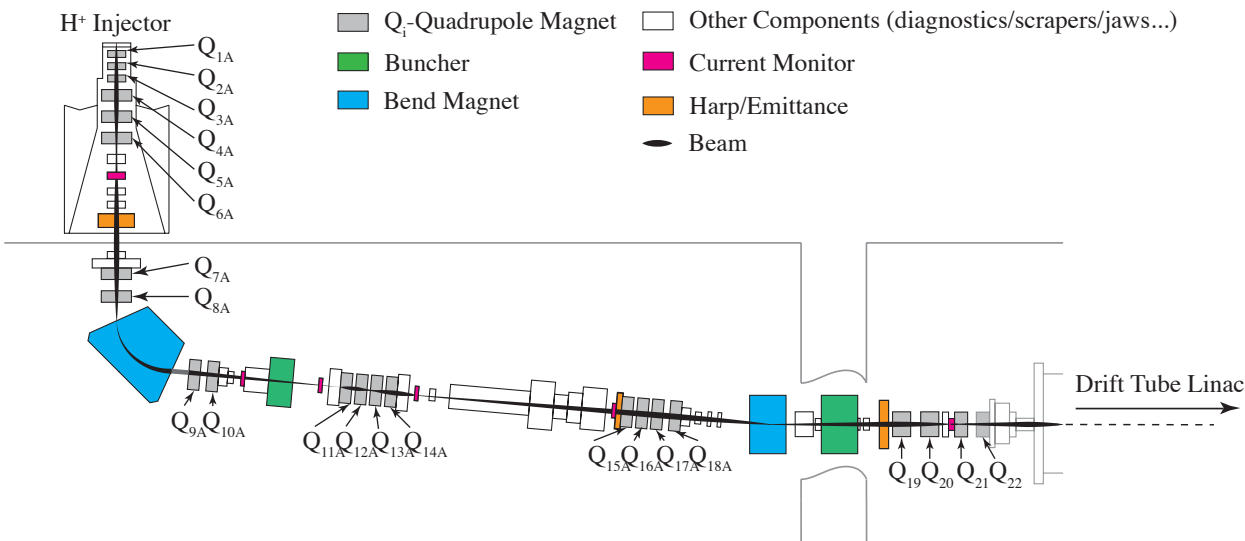 H⁺ Injector
Qᵢ-Quadrupole Magnet
Buncher
Bend Magnet
Other Components (diagnostics/scrapers/jaws...)
Current Monitor
Harp/Emittance
Beam
Q₁A
Q₂A
Q₃A
Q₄A
Q₅A
Q₆A
Q₇A
Q₈A
Q₉A Q₁₀A
Q₁₁A Q₁₂A Q₁₃A Q₁₄A
Q₁₅A Q₁₆A Q₁₇A Q₁₈A
Q₁₉ Q₂₀ Q₂₁ Q₂₂
Drift Tube Linac